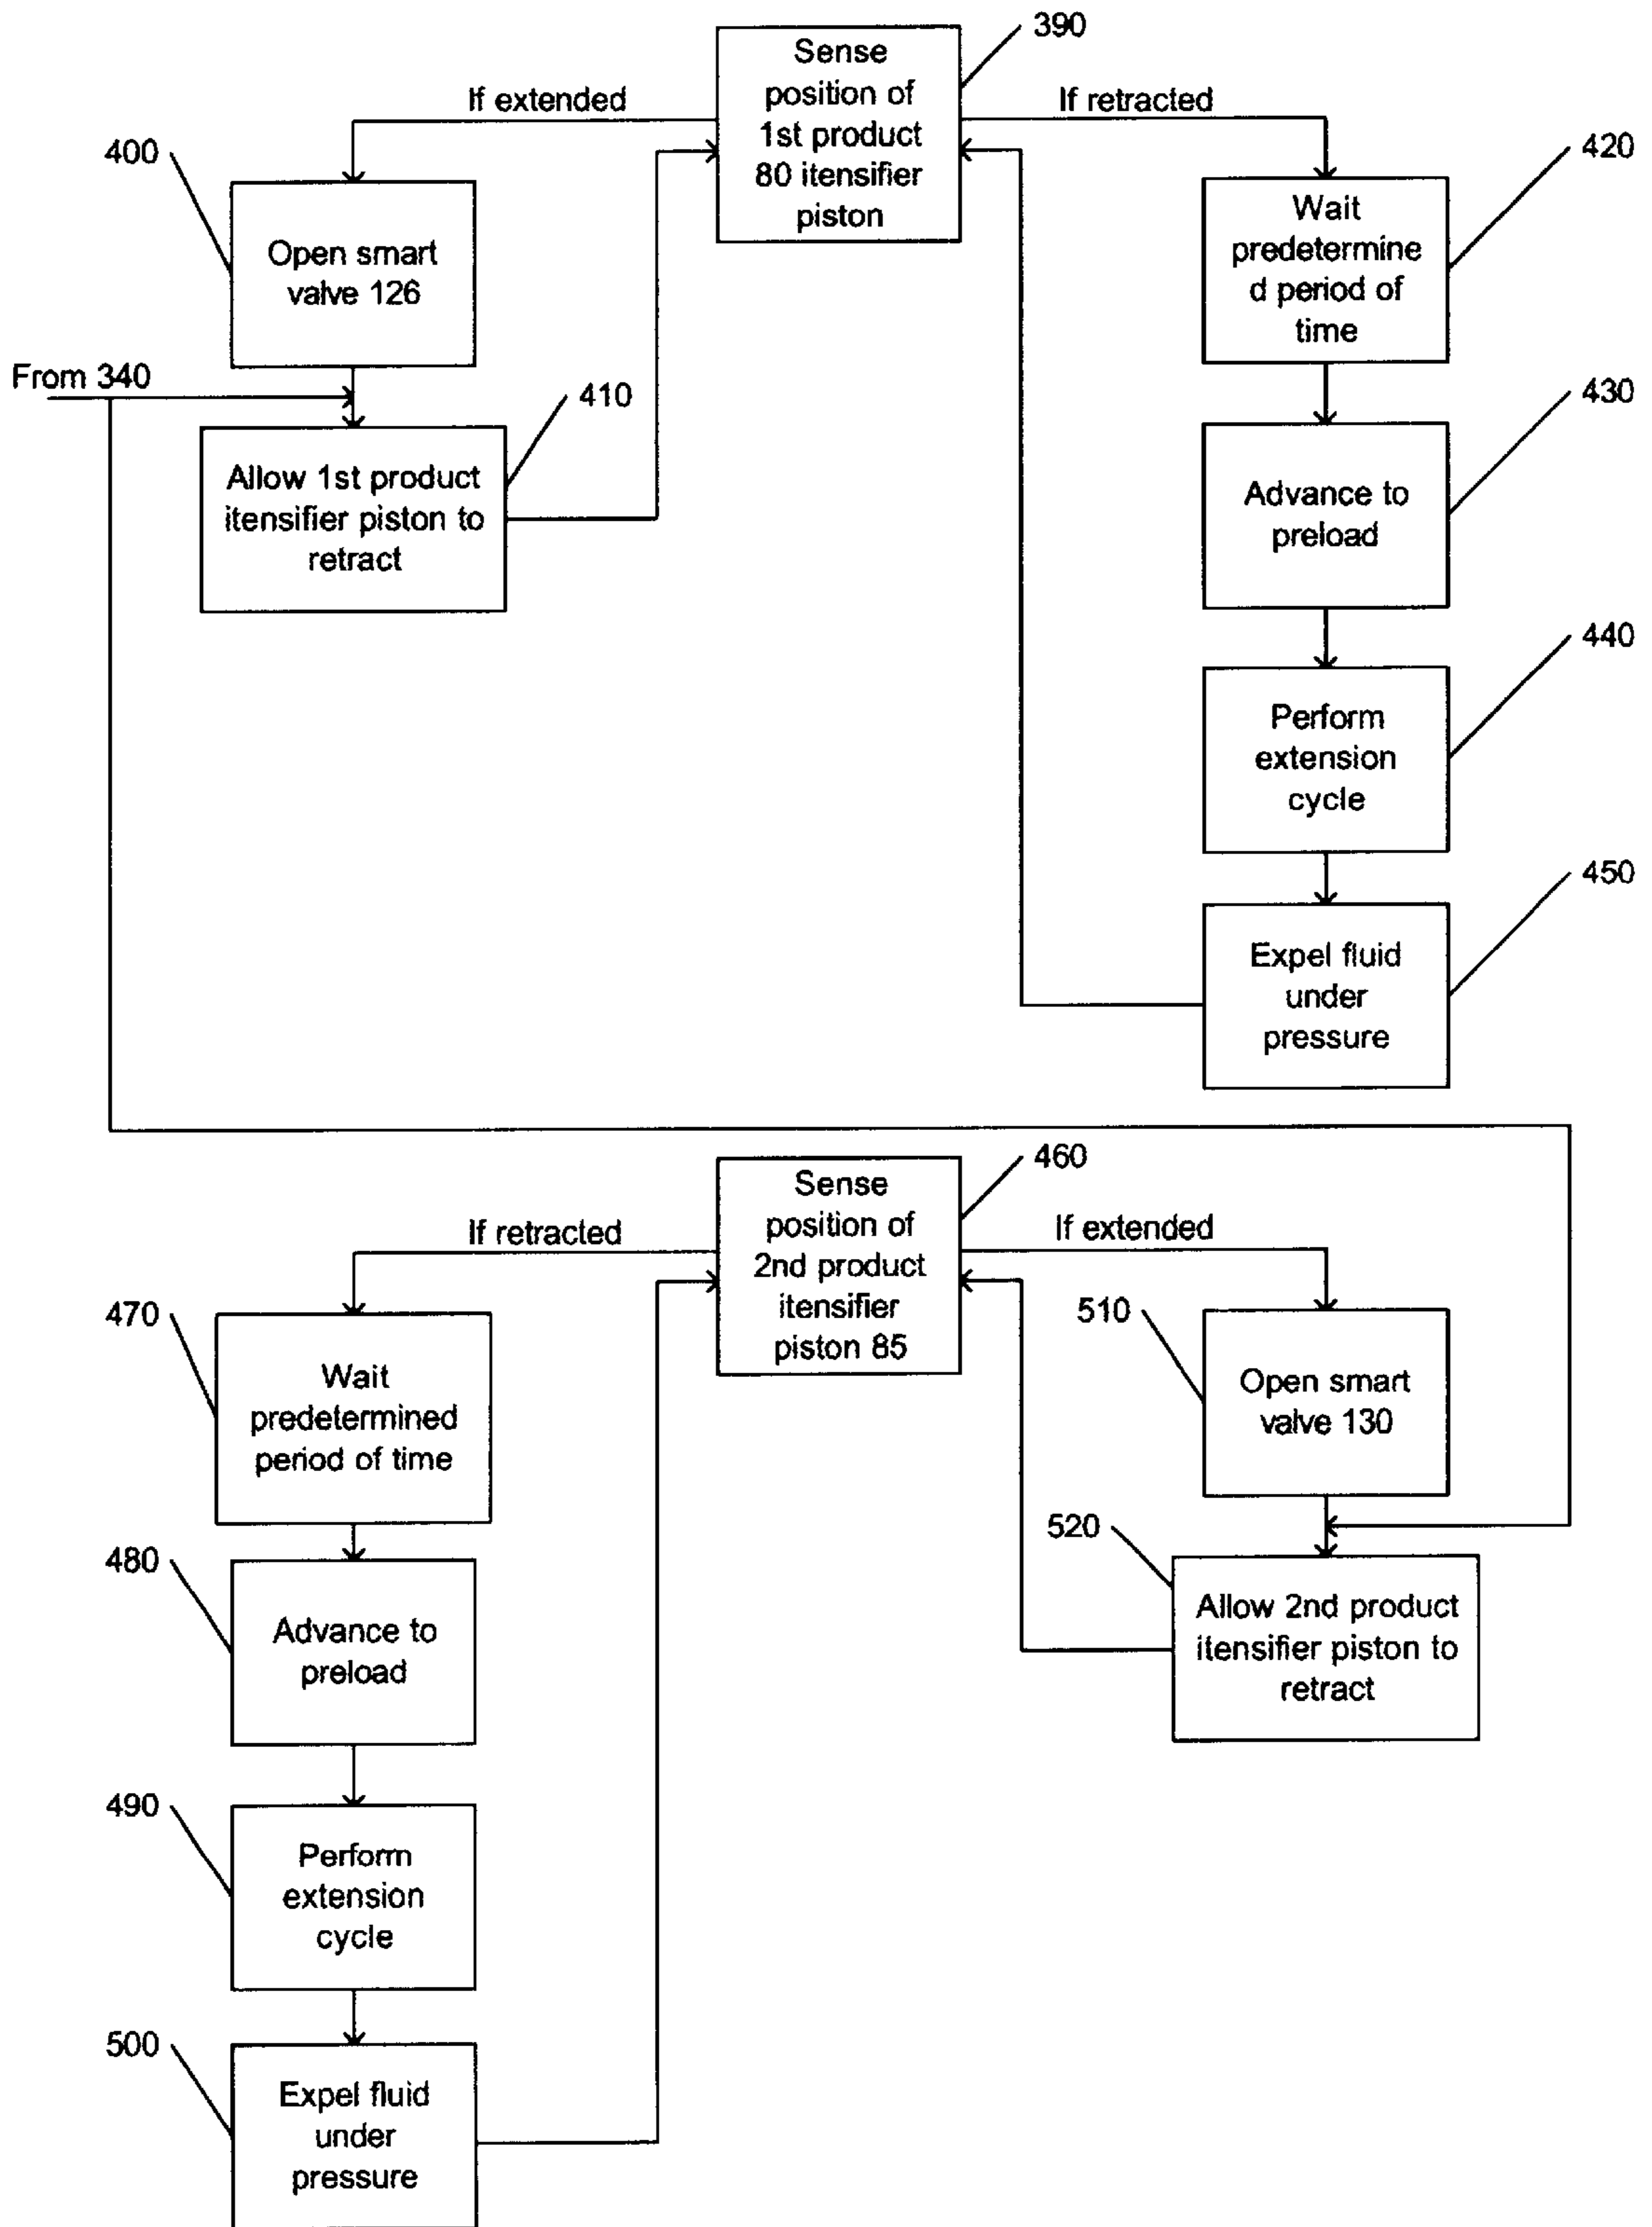 390
Sense
position of
1st product
80 itensifier
piston
If extended
If retracted
400
Open smart
valve 126
420
Wait
predetermine
d period of
time
From 340
410
Allow 1st product
itensifier piston to
retract
430
Advance to
preload
440
Perform
extension
cycle
450
Expel fluid
under
pressure
460
Sense
position of
2nd product
itensifier
piston 85
If retracted
If extended
470
Wait
predetermined
period of time
510
Open smart
valve 130
480
Advance to
preload
520
Allow 2nd product
itensifier piston to
retract
490
Perform
extension
cycle
500
Expel fluid
under
pressure